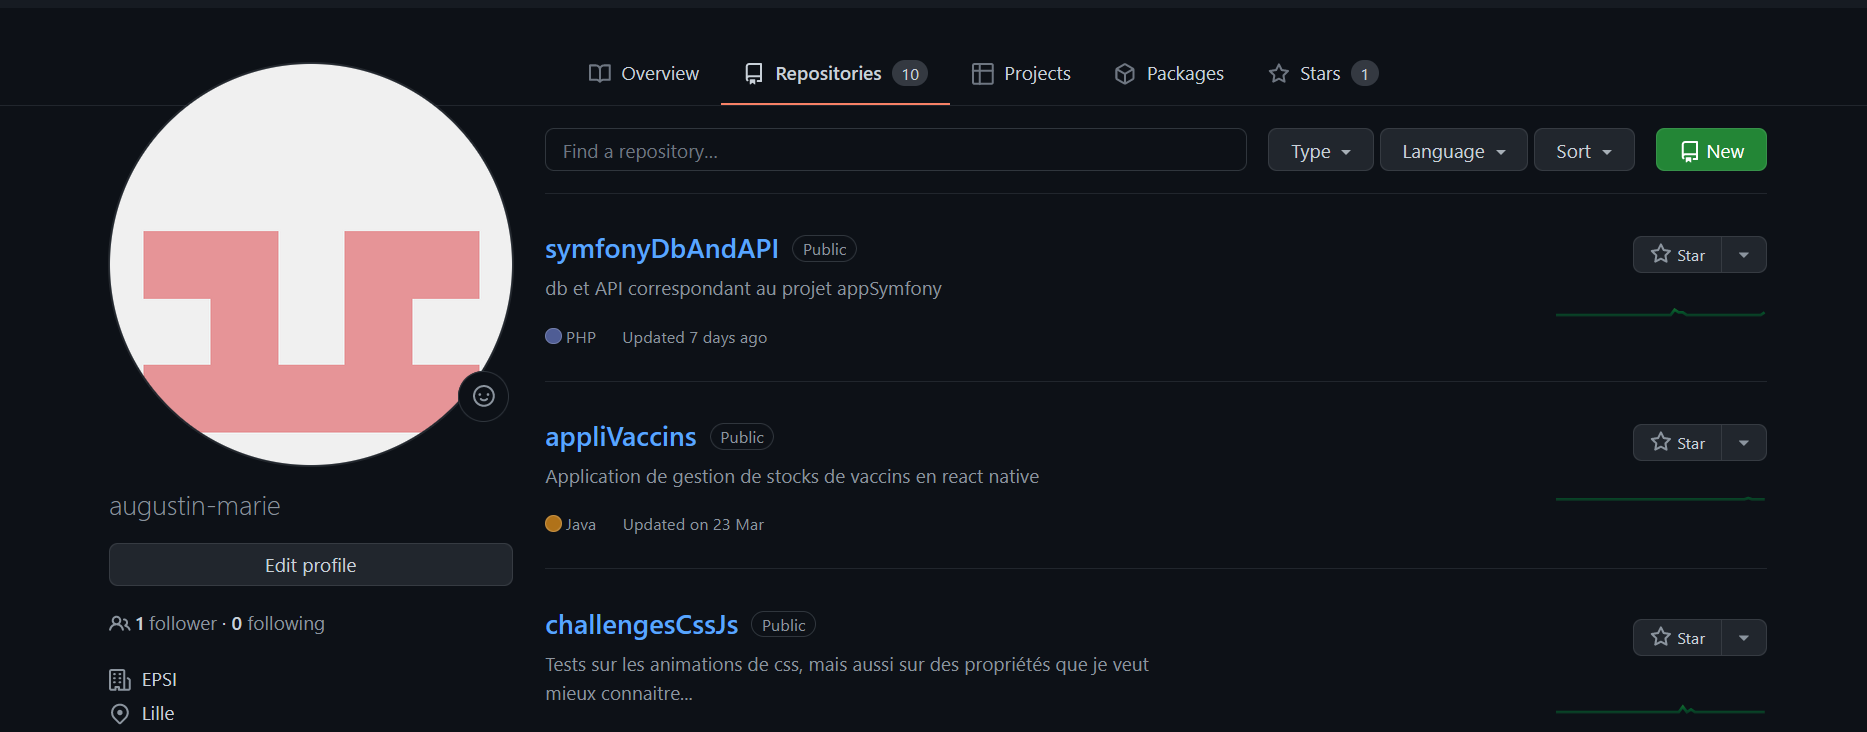 Overview Repositories 10 Projects Packages Stars 1
Find a repository... Type Language Sort New
symfonyDbAndAPI Public Star
db et API correspondant au projet appSymfony
PHP Updated 7 days ago
appliVaccins Public Star
Application de gestion de stocks de vaccins en react native
Java Updated on 23 Mar
challengesCssJs Public Star
Tests sur les animations de css, mais aussi sur des propriétés que je veut
mieux connaitre...
augustin-marie
Edit profile
1 follower · 0 following
EPSI
Lille